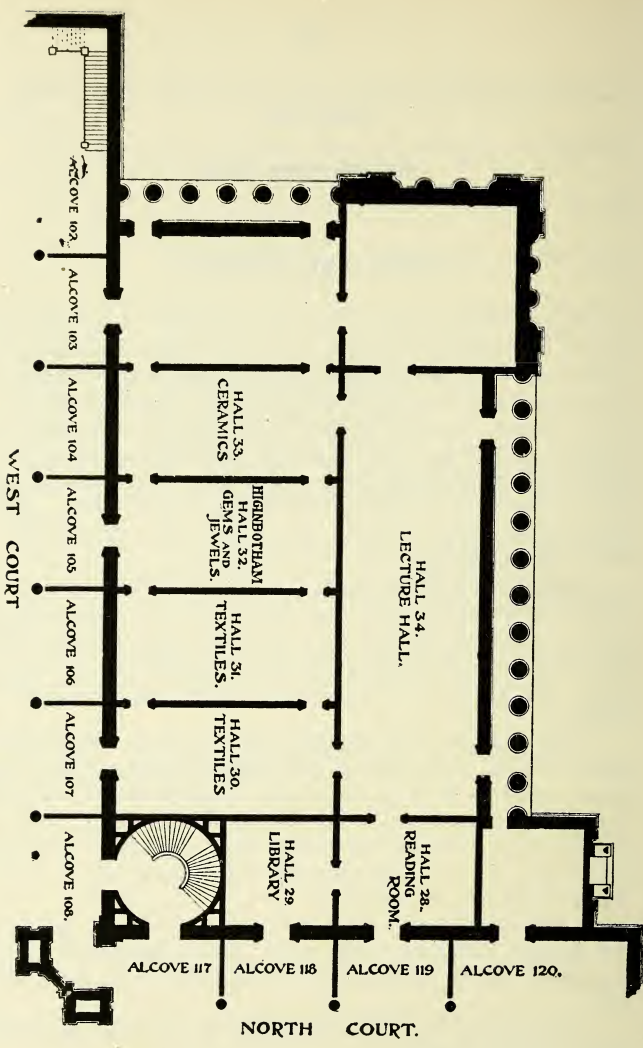 ALCOVE 102
ALCOVE 103
ALCOVE 104
ALCOVE 105
ALCOVE 106
ALCOVE 107
ALCOVE 108.
WEST COURT
HALL 33.
CERAMICS
HIGINBOTHAM
HALL 32.
GEMS AND
JEWELS.
HALL 31.
TEXTILES.
HALL 30.
TEXTILES
HALL 34.
LECTURE HALL.
HALL 29.
LIBRARY
HALL 28.
READING
ROOM.
ALCOVE 117
ALCOVE 118
ALCOVE 119
ALCOVE 120.
NORTH COURT.